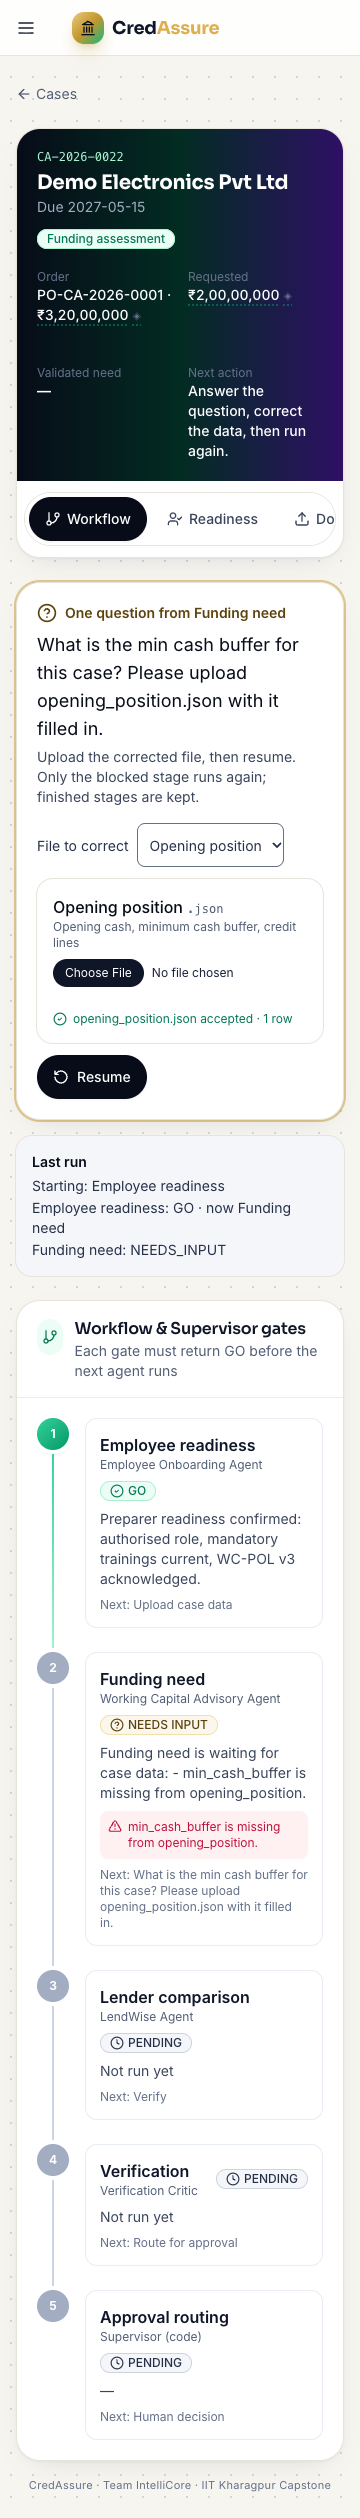 CredAssure
Cases
CA-2026-0022
Demo Electronics Pvt Ltd
Due 2027-05-15
Funding assessment
Order
PO-CA-2026-0001 ·
₹3,20,00,000
Requested
₹2,00,00,000
Validated need
—
Next action
Answer the
question, correct
the data, then run
again.
Workflow
Readiness
Do
One question from Funding need
What is the min cash buffer for
this case? Please upload
opening_position.json with it
filled in.
Upload the corrected file, then resume.
Only the blocked stage runs again;
finished stages are kept.
File to correct
Opening position
Opening position .json
Opening cash, minimum cash buffer, credit
lines
Choose File No file chosen
opening_position.json accepted · 1 row
Resume
Last run
Starting: Employee readiness
Employee readiness: GO · now Funding
need
Funding need: NEEDS_INPUT
Workflow & Supervisor gates
Each gate must return GO before the
next agent runs
1
Employee readiness
Employee Onboarding Agent
GO
Preparer readiness confirmed:
authorised role, mandatory
trainings current, WC-POL v3
acknowledged.
Next: Upload case data
2
Funding need
Working Capital Advisory Agent
NEEDS INPUT
Funding need is waiting for
case data: - min_cash_buffer is
missing from opening_position.
min_cash_buffer is missing
from opening_position.
Next: What is the min cash buffer for
this case? Please upload
opening_position.json with it filled
in.
3
Lender comparison
LendWise Agent
PENDING
Not run yet
Next: Verify
4
Verification
Verification Critic
PENDING
Not run yet
Next: Route for approval
5
Approval routing
Supervisor (code)
PENDING
—
Next: Human decision
CredAssure · Team IntelliCore · IIT Kharagpur Capstone